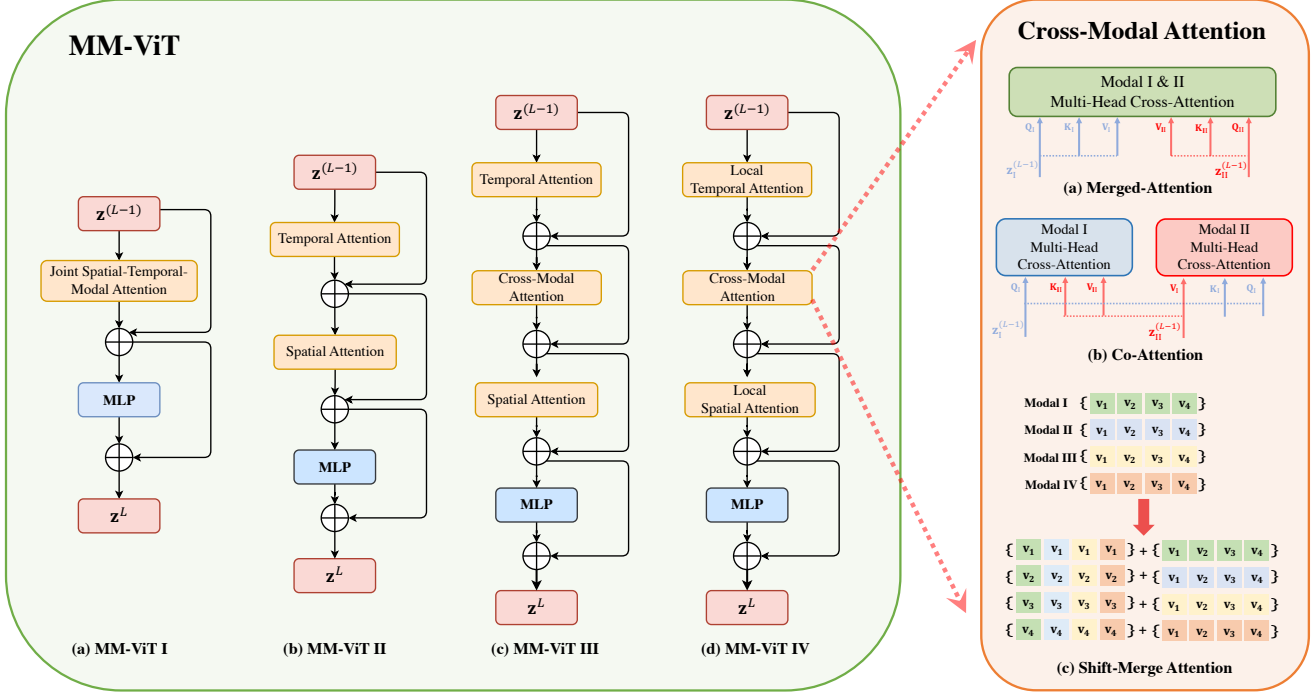 MM-ViT
z^(L−1)
Joint Spatial-Temporal-
Modal Attention
MLP
z^L
(a) MM-ViT I
z^(L−1)
Temporal Attention
Spatial Attention
MLP
z^L
(b) MM-ViT II
z^(L−1)
Temporal Attention
Cross-Modal
Attention
Spatial Attention
MLP
z^L
(c) MM-ViT III
z^(L−1)
Local
Temporal Attention
Cross-Modal
Attention
Local
Spatial Attention
MLP
z^L
(d) MM-ViT IV
Cross-Modal Attention
Modal I & II
Multi-Head Cross-Attention
Q_I K_I V_I V_II K_II Q_II
z_I^(L−1) z_II^(L−1)
(a) Merged-Attention
Modal I
Multi-Head
Cross-Attention
Modal II
Multi-Head
Cross-Attention
Q_I K_II V_II V_I K_I Q_I
z_I^(L−1) z_II^(L−1)
(b) Co-Attention
Modal I { v1 v2 v3 v4 }
Modal II { v1 v2 v3 v4 }
Modal III { v1 v2 v3 v4 }
Modal IV { v1 v2 v3 v4 }
{ v1 v1 v1 v1 } + { v1 v2 v3 v4 }
{ v2 v2 v2 v2 } + { v1 v2 v3 v4 }
{ v3 v3 v3 v3 } + { v1 v2 v3 v4 }
{ v4 v4 v4 v4 } + { v1 v2 v3 v4 }
(c) Shift-Merge Attention